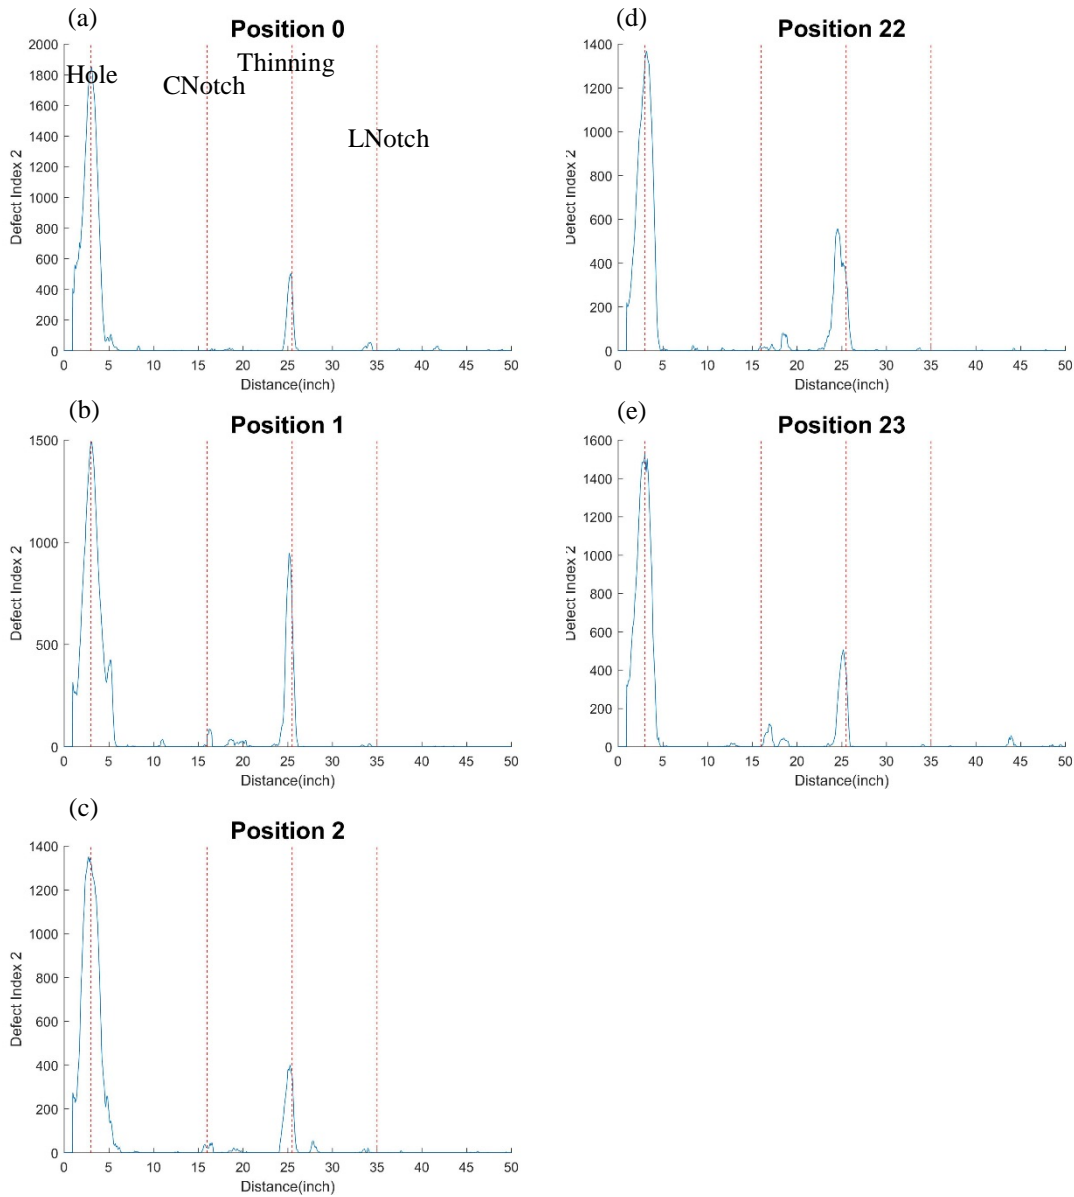 (a)
Position 0
2000
1800
1600
1400
1200
1000
800
600
400
200
0
Hole
CNotch
Thinning
LNotch
Defect Index 2
0 5 10 15 20 25 30 35 40 45 50
Distance(inch)
(b)
Position 1
1500
1000
500
0
Defect Index 2
0 5 10 15 20 25 30 35 40 45 50
Distance(inch)
(c)
Position 2
1400
1200
1000
800
600
400
200
0
Defect Index 2
0 5 10 15 20 25 30 35 40 45 50
Distance(inch)
(d)
Position 22
1400
1200
1000
800
600
400
200
0
Defect Index 2
0 5 10 15 20 25 30 35 40 45 50
Distance(inch)
(e)
Position 23
1600
1400
1200
1000
800
600
400
200
0
Defect Index 2
0 5 10 15 20 25 30 35 40 45 50
Distance(inch)